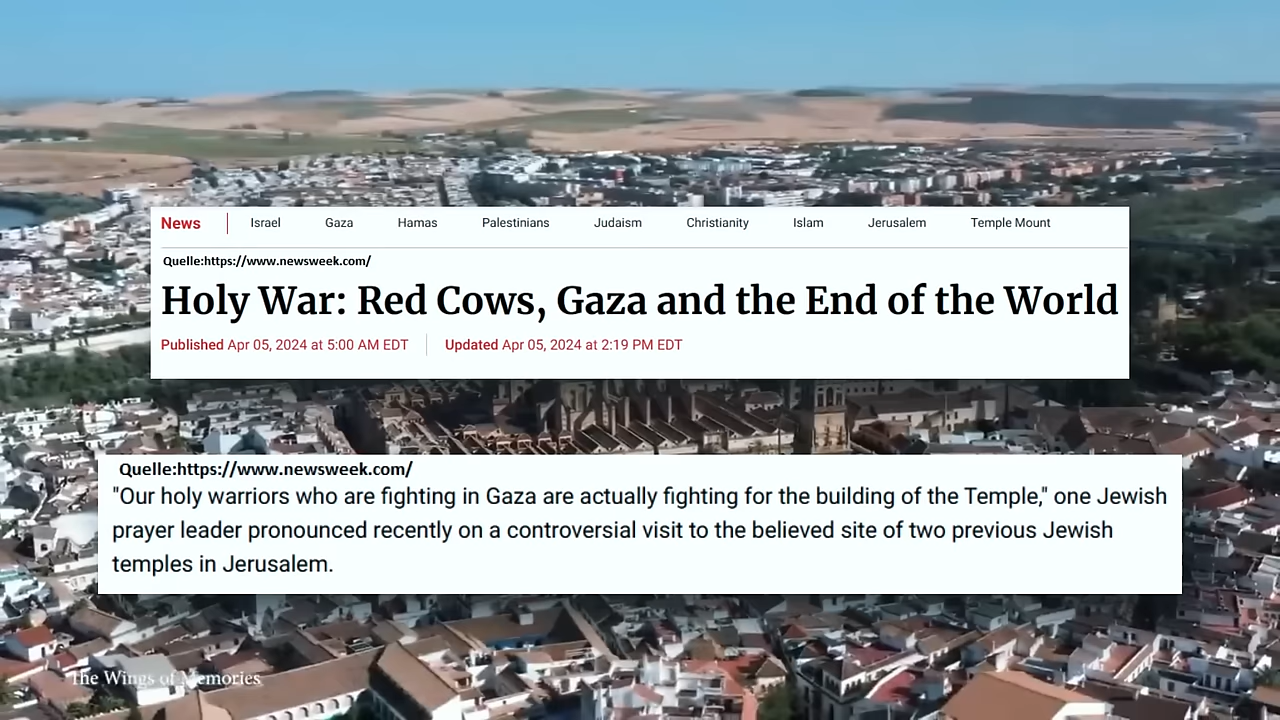 News Israel Gaza Hamas Palestinians Judaism Christianity Islam Jerusalem Temple Mount
Quelle:https://www.newsweek.com/
Holy War: Red Cows, Gaza and the End of the World
Published Apr 05, 2024 at 5:00 AM EDT Updated Apr 05, 2024 at 2:19 PM EDT
Quelle:https://www.newsweek.com/
"Our holy warriors who are fighting in Gaza are actually fighting for the building of the Temple," one Jewish
prayer leader pronounced recently on a controversial visit to the believed site of two previous Jewish
temples in Jerusalem.
The Wings of Memories